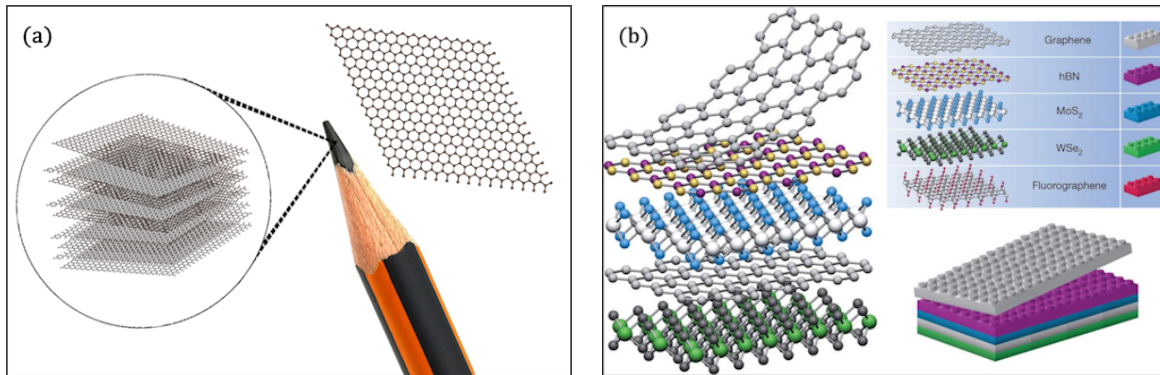 (a)
(b)
Graphene
hBN
MoS₂
WSe₂
Fluorographene